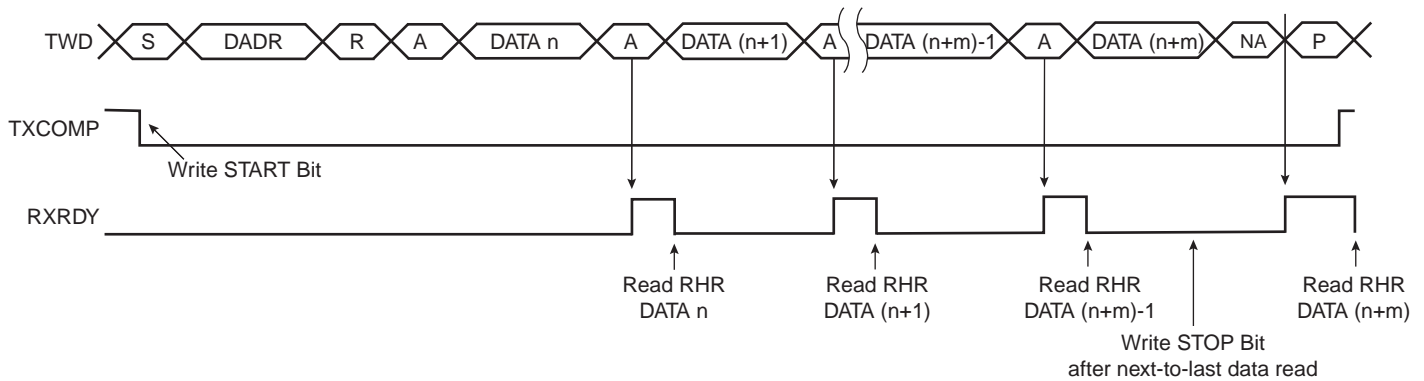 TWD S DADR R A DATA n A DATA (n+1) A DATA (n+m)-1 A DATA (n+m) NA P
TXCOMP
Write START Bit
RXRDY
Read RHR Read RHR Read RHR Read RHR
DATA n DATA (n+1) DATA (n+m)-1 DATA (n+m)
Write STOP Bit
after next-to-last data read